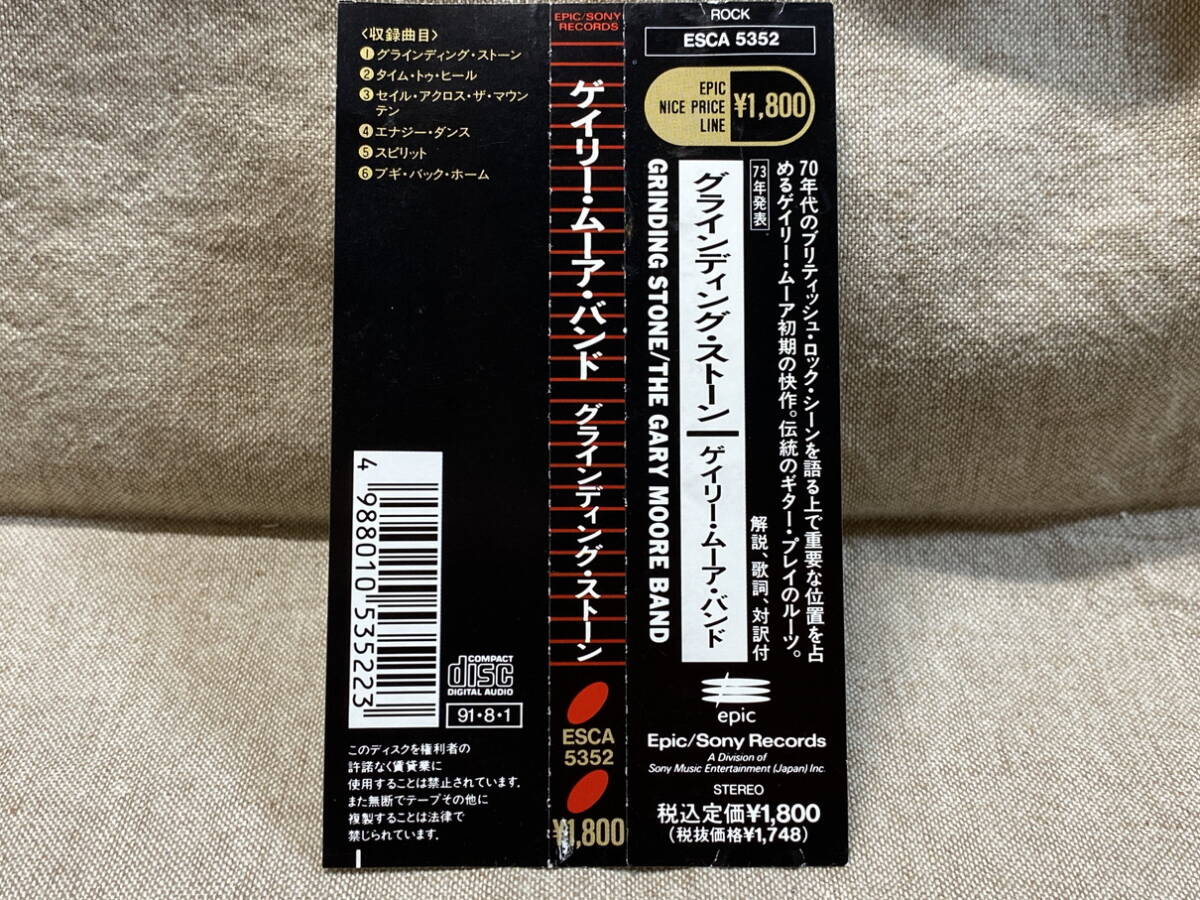 〈収録曲目〉
❶グラインディング・ストーン
❷タイム・トゥ・ヒール
❸セイル・アクロス・ザ・マウン
テン
❹エナジー・ダンス
❺スピリット
❻ブギ・バック・ホーム
4 988010 535223
COMPACT
disc
DIGITAL AUDIO
91・8・1
このディスクを権利者の
許諾なく賃貸業に
使用することは禁止されています。
また無断でテープその他に
複製することは法律で
禁じられています。
EPIC/SONY
RECORDS
ゲイリー・ムーア・バンド グラインディング・ストーン
ESCA
5352
¥1,800
ROCK
ESCA 5352
EPIC
NICE PRICE
LINE
¥1,800
70年代のブリティッシュ・ロック・シーンを語る上で重要な位置を占
めるゲイリー・ムーア初期の快作。伝統のギター・プレイのルーツ。
73年発表
解説、歌詞、対訳付
グラインディング・ストーン
ゲイリー・ムーア・バンド
GRINDING STONE/THE GARY MOORE BAND
epic
Epic/Sony Records
A Division of
Sony Music Entertainment (Japan) Inc.
STEREO
税込定価¥1,800
(税抜価格¥1,748)